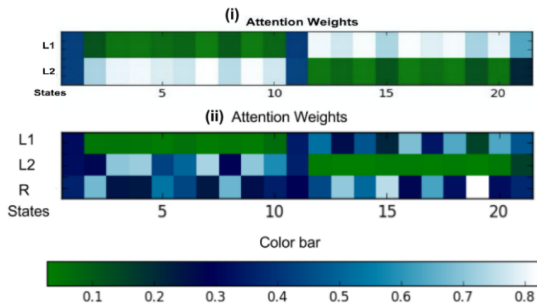 (i)
Attention Weights
L1
L2
States 5 10 15 20
(ii) Attention Weights
L1
L2
R
States 5 10 15 20
Color bar
0.1 0.2 0.3 0.4 0.5 0.6 0.7 0.8